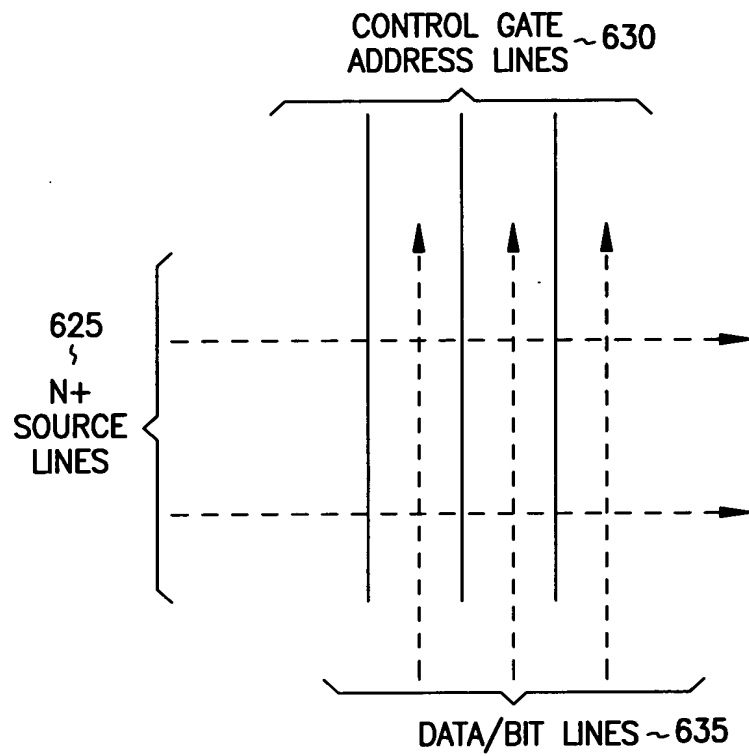 CONTROL GATE
ADDRESS LINES ~630
625
N+
SOURCE
LINES
DATA/BIT LINES ~635